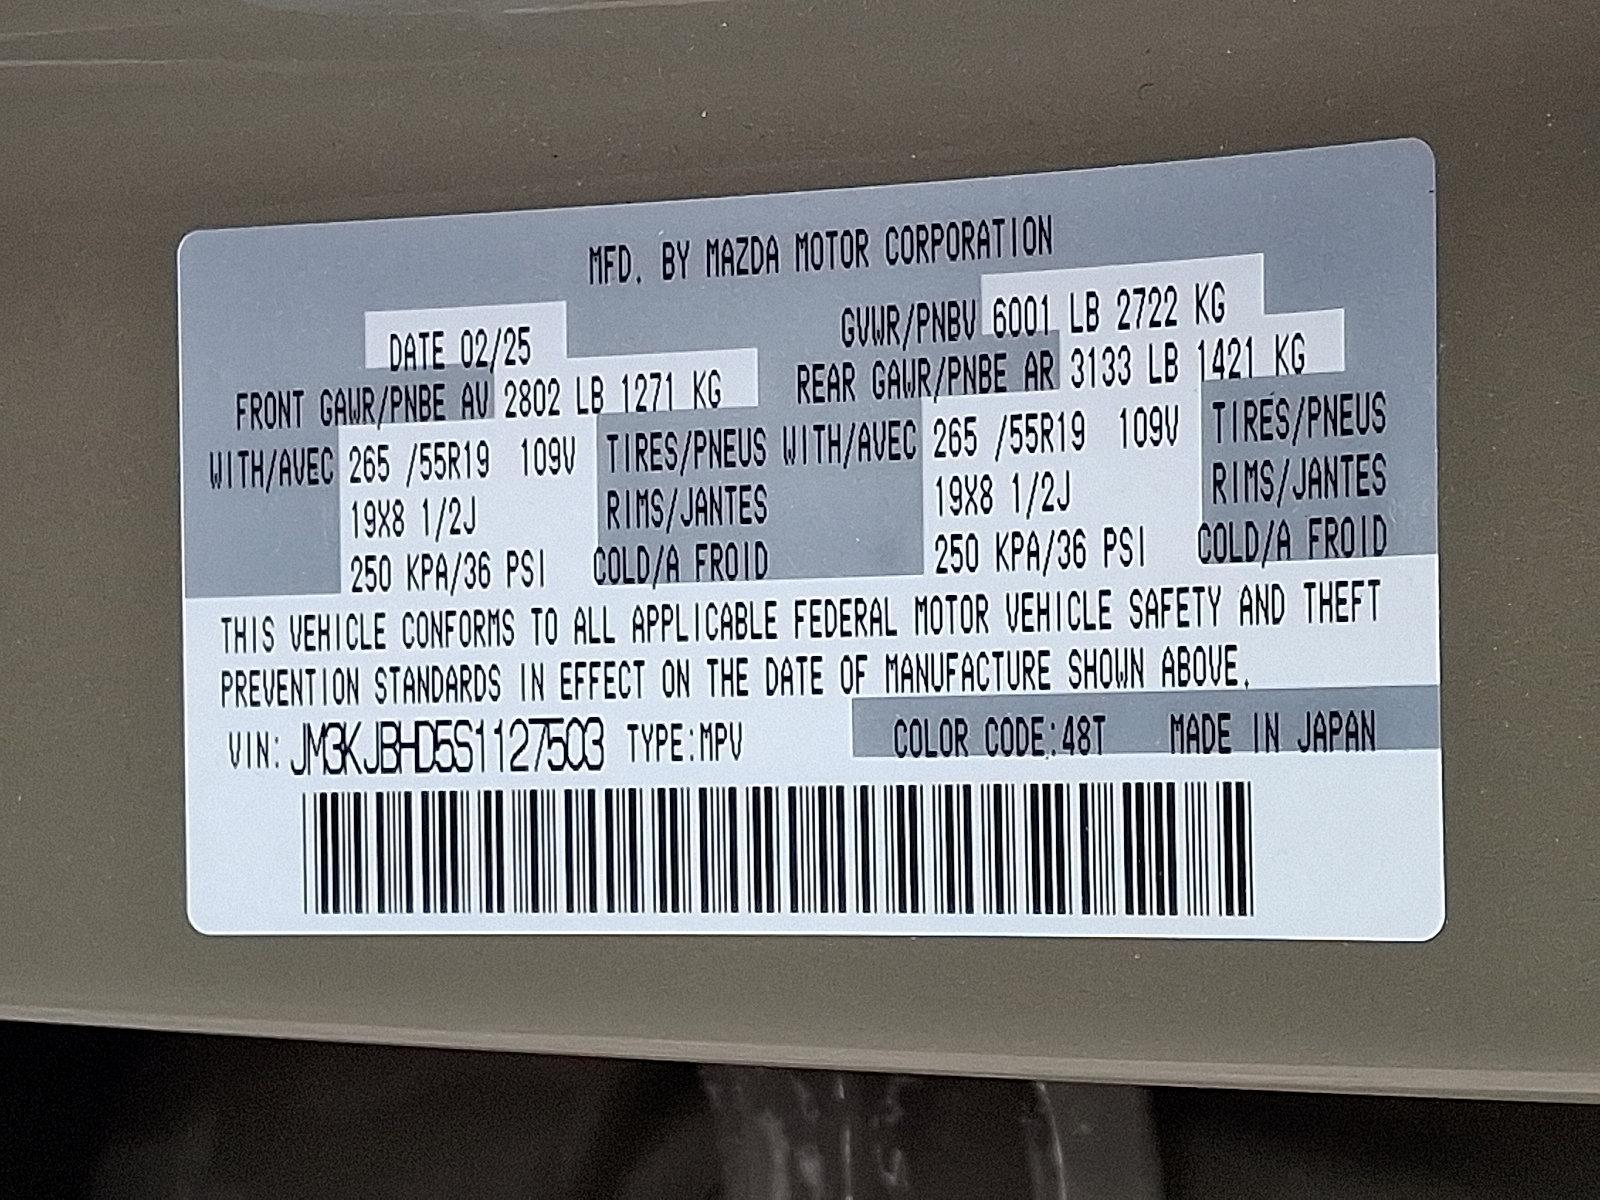 MFD. BY MAZDA MOTOR CORPORATION
DATE 02/25 GVWR/PNBV 6001 LB 2722 KG
FRONT GAWR/PNBE AV 2802 LB 1271 KG REAR GAWR/PNBE AR 3133 LB 1421 KG
WITH/AVEC 265 /55R19 109V TIRES/PNEUS WITH/AVEC 265 /55R19 109V TIRES/PNEUS
19X8 1/2J RIMS/JANTES 19X8 1/2J RIMS/JANTES
250 KPA/36 PSI COLD/A FROID 250 KPA/36 PSI COLD/A FROID
THIS VEHICLE CONFORMS TO ALL APPLICABLE FEDERAL MOTOR VEHICLE SAFETY AND THEFT
PREVENTION STANDARDS IN EFFECT ON THE DATE OF MANUFACTURE SHOWN ABOVE.
VIN: JM3KJBHD5S1127503 TYPE:MPV COLOR CODE:48T MADE IN JAPAN